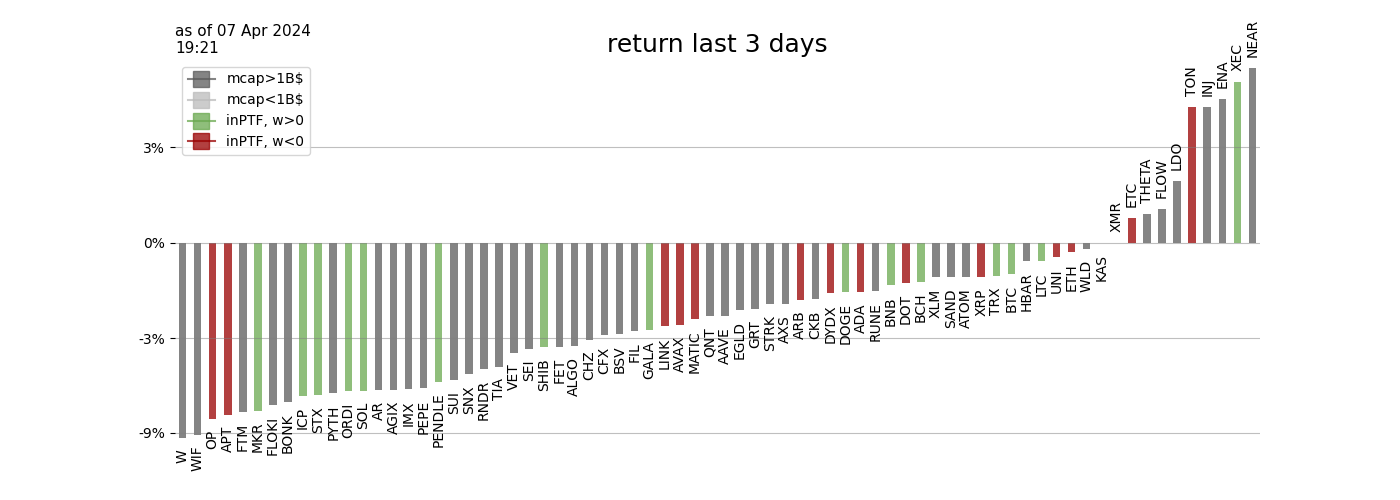 as of 07 Apr 2024
19:21
return last 3 days
mcap>1B$
mcap<1B$
inPTF, w>0
inPTF, w<0
3%
0%
-3%
-9%
W
WIF
OP
APT
FTM
MKR
FLOKI
BONK
ICP
STX
PYTH
ORDI
SOL
AR
AGIX
IMX
PEPE
PENDLE
SUI
SNX
RNDR
TIA
VET
SEI
SHIB
FET
ALGO
CHZ
CFX
BSV
FIL
GALA
LINK
AVAX
MATIC
QNT
AAVE
EGLD
GRT
STRK
AXS
ARB
CKB
DYDX
DOGE
ADA
RUNE
BNB
DOT
BCH
XLM
SAND
ATOM
XRP
TRX
BTC
HBAR
LTC
UNI
ETH
WLD
KAS
XMR
ETC
THETA
FLOW
LDO
TON
INJ
ENA
XEC
NEAR